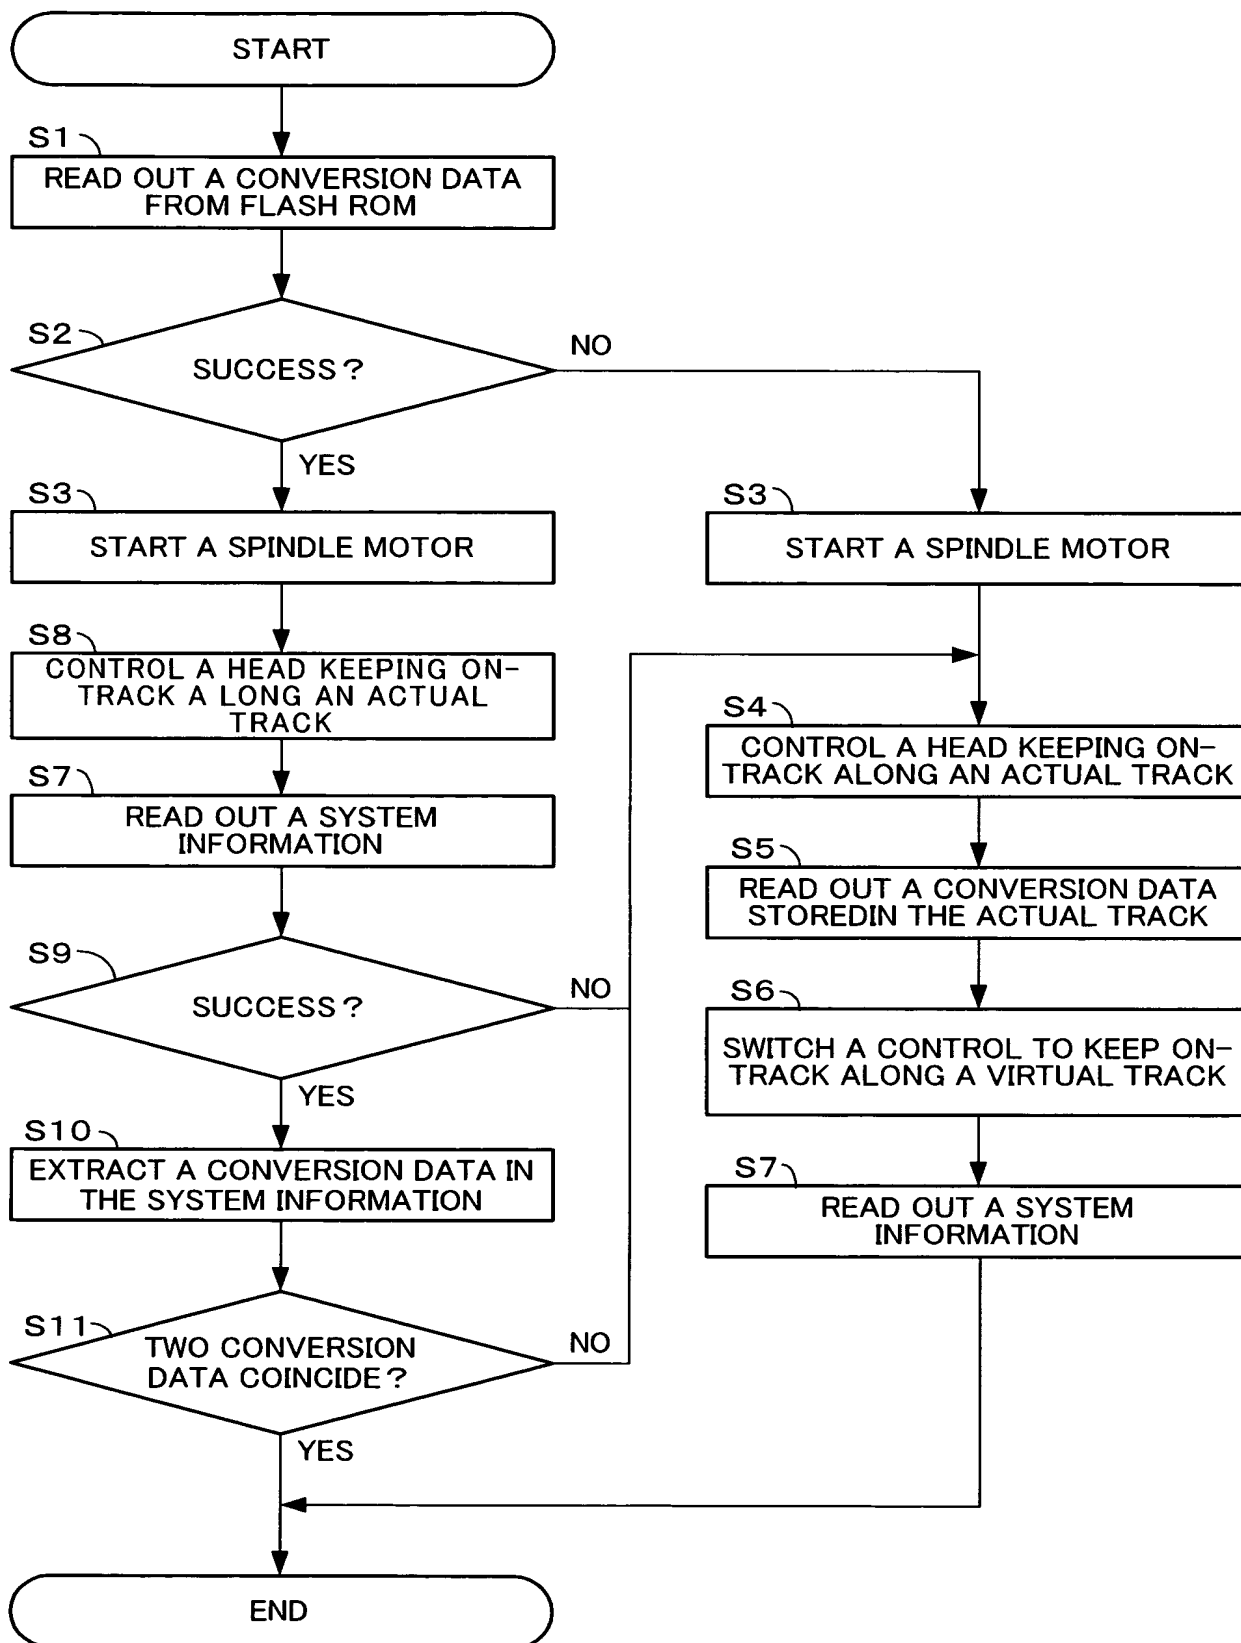 START
S1
READ OUT A CONVERSION DATA
FROM FLASH ROM
S2
SUCCESS?
NO
YES
S3
START A SPINDLE MOTOR
S3
START A SPINDLE MOTOR
S8
CONTROL A HEAD KEEPING ON-
TRACK A LONG AN ACTUAL
TRACK
S4
CONTROL A HEAD KEEPING ON-
TRACK ALONG AN ACTUAL TRACK
S7
READ OUT A SYSTEM
INFORMATION
S5
READ OUT A CONVERSION DATA
STOREDIN THE ACTUAL TRACK
S9
SUCCESS?
NO
YES
S6
SWITCH A CONTROL TO KEEP ON-
TRACK ALONG A VIRTUAL TRACK
S10
EXTRACT A CONVERSION DATA IN
THE SYSTEM INFORMATION
S7
READ OUT A SYSTEM
INFORMATION
S11
TWO CONVERSION
DATA COINCIDE?
NO
YES
END